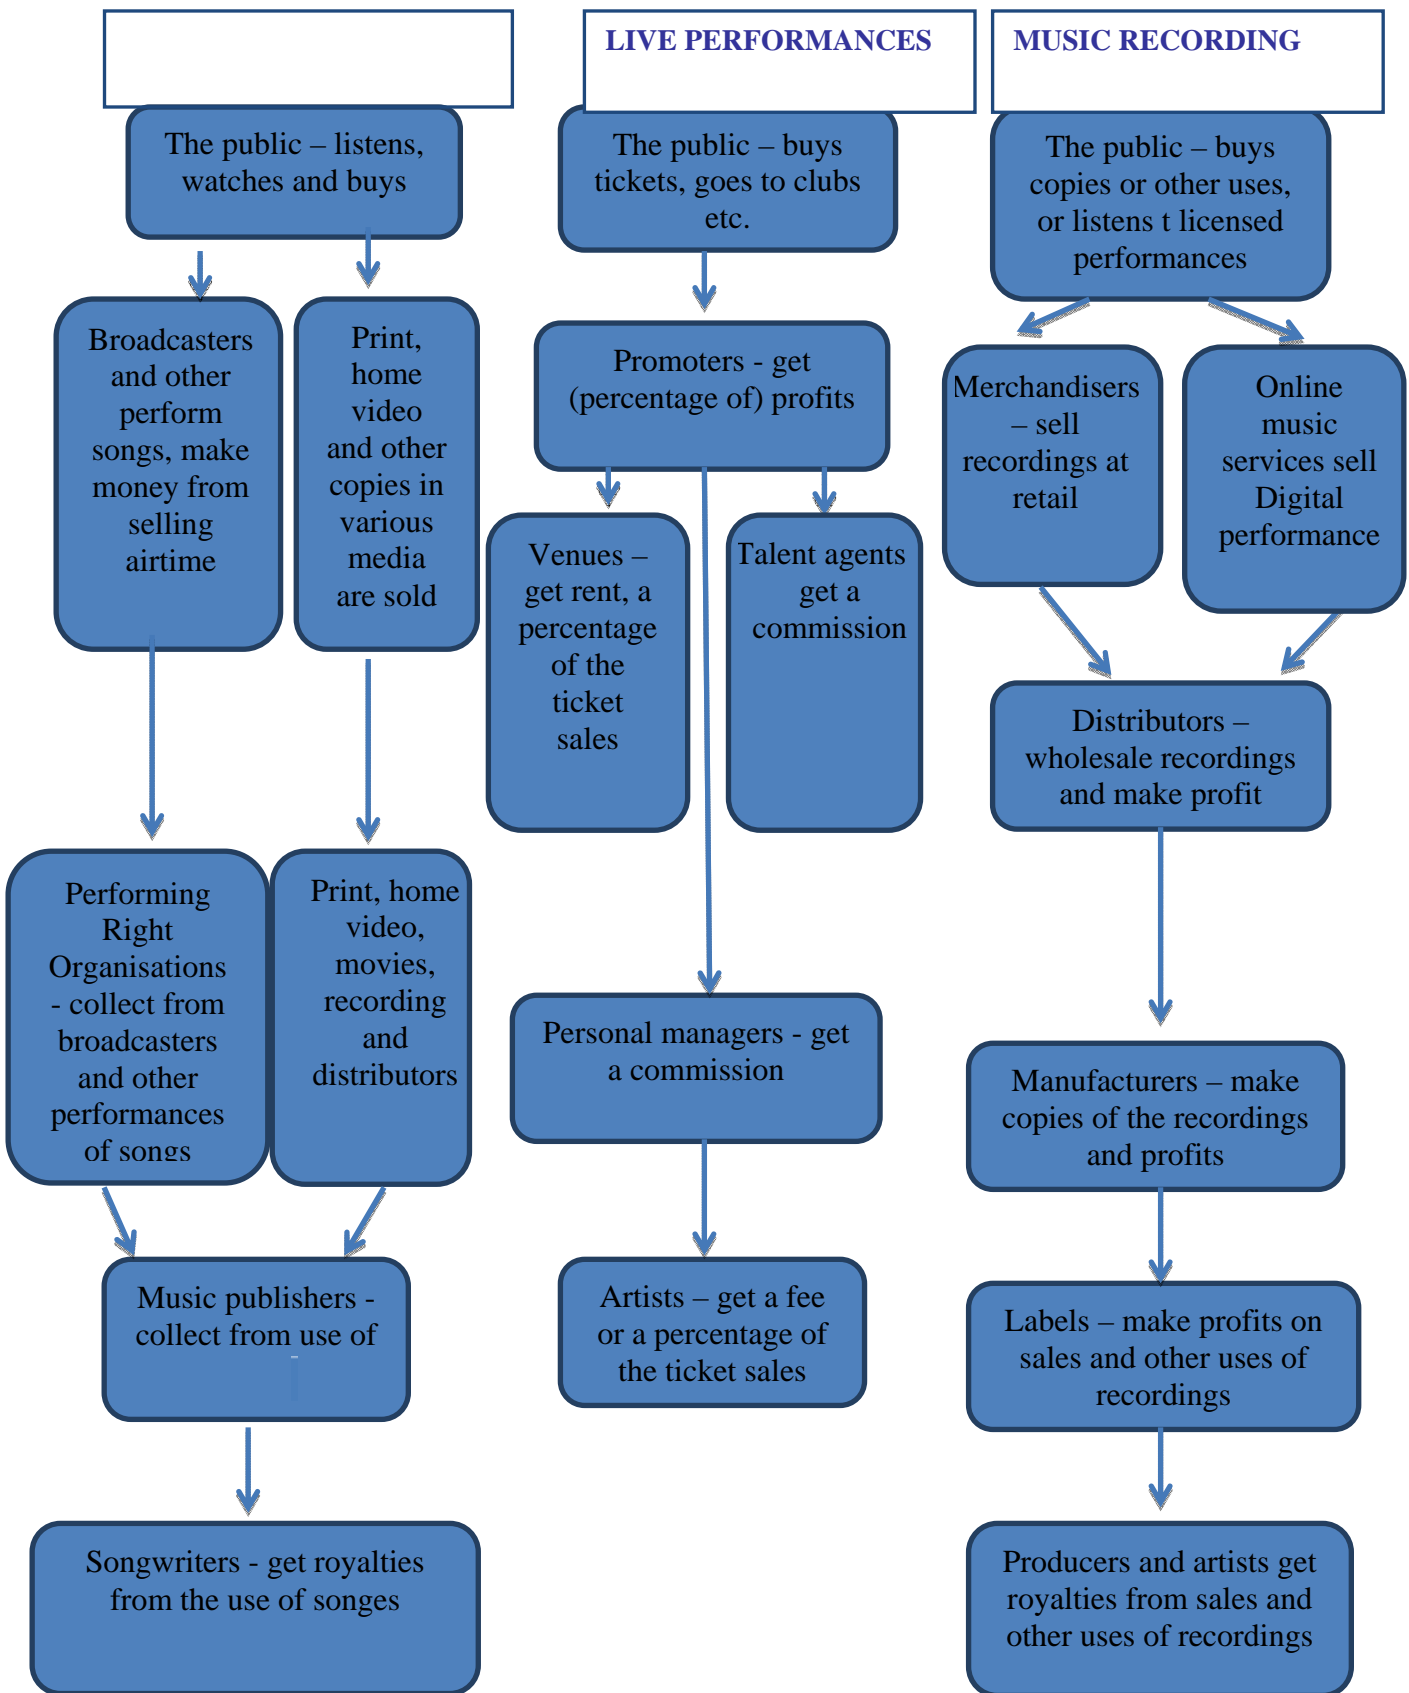 LIVE PERFORMANCES
MUSIC RECORDING
The public – listens,
watches and buys
The public – buys
tickets, goes to clubs
etc.
The public – buys
copies or other uses,
or listens t licensed
performances
Broadcasters
and other
perform
songs, make
money from
selling
airtime
Print,
home
video
and other
copies in
various
media
are sold
Promoters - get
(percentage of) profits
Merchandisers
– sell
recordings at
retail
Online
music
services sell
Digital
performance
Venues –
get rent, a
percentage
of the
ticket
sales
Talent agents
get a
commission
Distributors –
wholesale recordings
and make profit
Performing
Right
Organisations
- collect from
broadcasters
and other
performances
of songs
Print, home
video,
movies,
recording
and
distributors
Personal managers - get
a commission
Manufacturers – make
copies of the recordings
and profits
Music publishers -
collect from use of
Artists – get a fee
or a percentage of
the ticket sales
Labels – make profits on
sales and other uses of
recordings
Songwriters - get royalties
from the use of songes
Producers and artists get
royalties from sales and
other uses of recordings